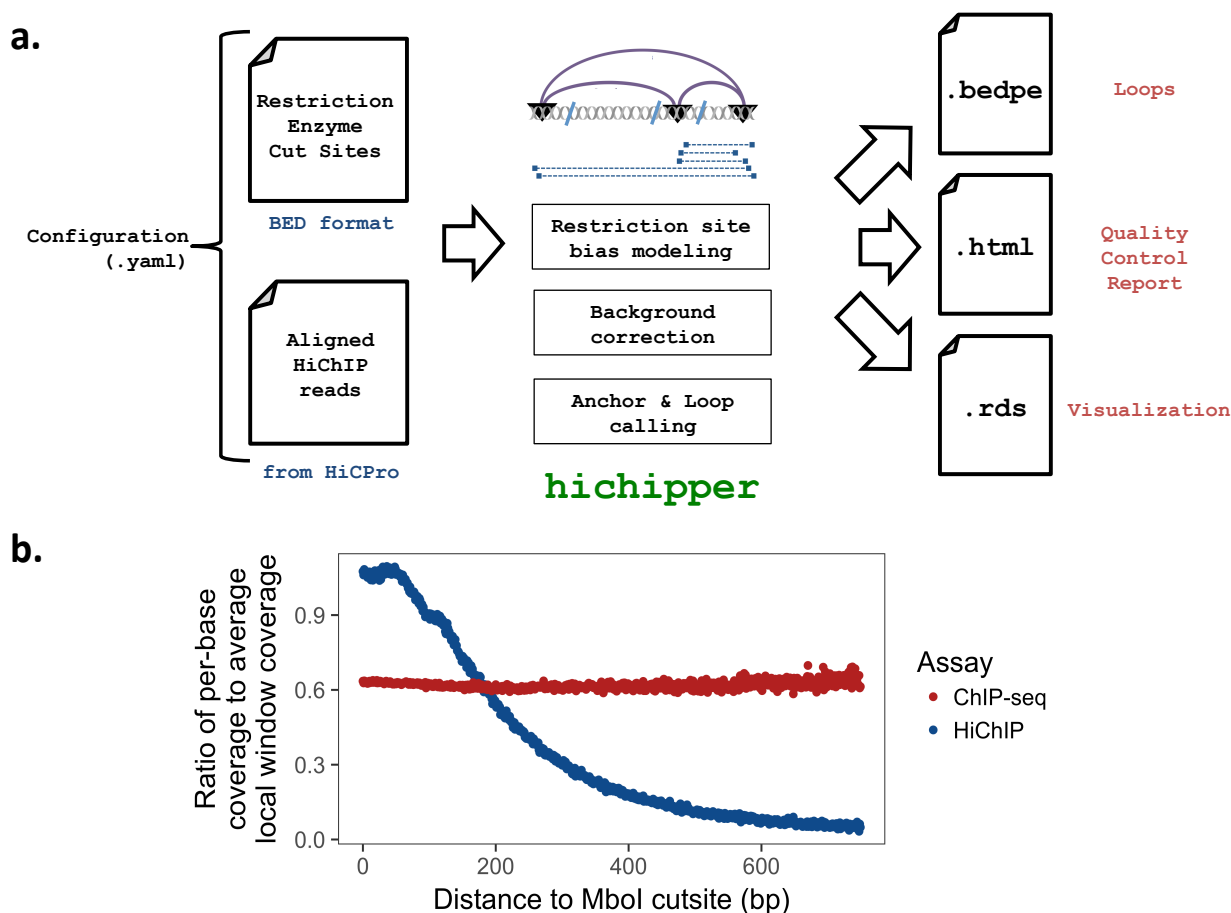 a.
Configuration
(.yaml)
Restriction
Enzyme
Cut Sites
BED format
Aligned
HiChIP
reads
from HiCPro
Restriction site
bias modeling
Background
correction
Anchor & Loop
calling
hichipper
.bedpe
Loops
.html
Quality
Control
Report
.rds
Visualization
b.
Ratio of per-base
coverage to average
local window coverage
0.9
0.6
0.3
0.0
0
200
400
600
Distance to MboI cutsite (bp)
Assay
ChIP-seq
HiChIP